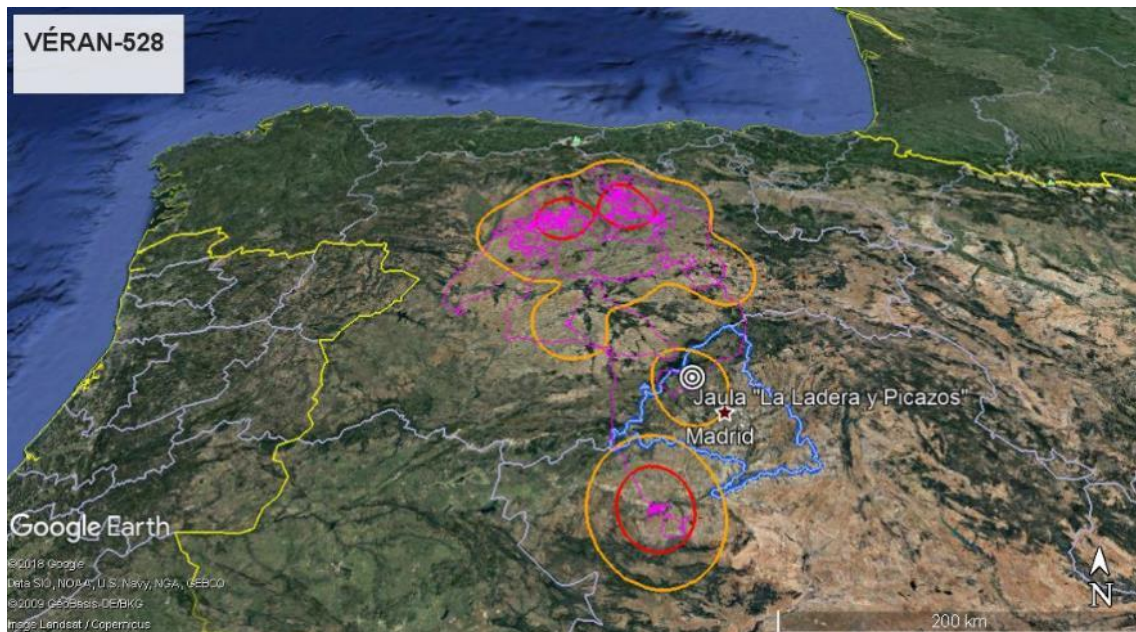 VÉRAN-528
Jaula "La Ladera y Picazos"
Madrid
Google Earth
©2018 Google
Data SIO, NOAA, U.S. Navy, NGA, GEBCO
©2009 GeoBasis-DE/BKG
Image Landsat / Copernicus
N
200 km